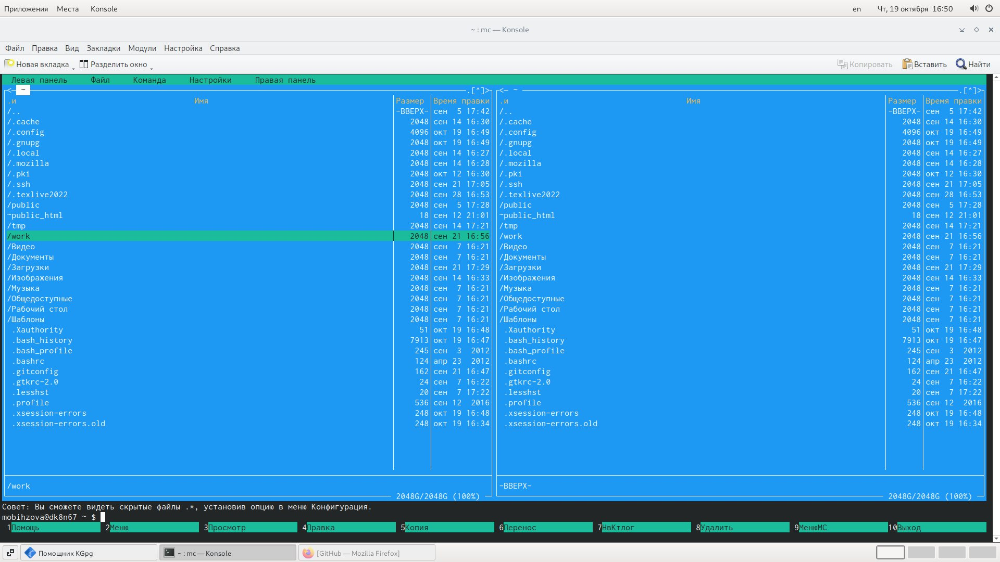 Приложения Места Konsole en Чт, 19 октября 16:50
~ : mc — Konsole
Файл Правка Вид Закладки Модули Настройка Справка
Новая вкладка Разделить окно Копировать Вставить Найти
Левая панель Файл Команда Настройки Правая панель
<— ~ .[^]>
.и Имя Размер Время правки
/.. -ВВЕРХ- сен 5 17:42
/.cache 2048 сен 14 16:30
/.config 4096 окт 19 16:49
/.gnupg 2048 окт 19 16:49
/.local 2048 сен 14 16:27
/.mozilla 2048 сен 14 16:28
/.pki 2048 окт 12 16:30
/.ssh 2048 сен 21 17:05
/.texlive2022 2048 сен 28 16:53
/public 2048 сен 5 17:28
~public_html 18 сен 12 21:01
/tmp 2048 сен 14 17:21
/work 2048 сен 21 16:56
/Видео 2048 сен 7 16:21
/Документы 2048 сен 7 16:21
/Загрузки 2048 сен 21 17:29
/Изображения 2048 сен 14 16:33
/Музыка 2048 сен 7 16:21
/Общедоступные 2048 сен 7 16:21
/Рабочий стол 2048 сен 7 16:21
/Шаблоны 2048 сен 7 16:21
.Xauthority 51 окт 19 16:48
.bash_history 7913 окт 19 16:47
.bash_profile 245 сен 3 2012
.bashrc 124 апр 23 2012
.gitconfig 162 сен 21 16:47
.gtkrc-2.0 24 сен 7 16:22
.lesshst 20 сен 7 17:22
.profile 536 сен 12 2016
.xsession-errors 248 окт 19 16:48
.xsession-errors.old 248 окт 19 16:34
/work
2048G/2048G (100%)
<— ~ .[^]>
.и Имя Размер Время правки
/.. -ВВЕРХ- сен 5 17:42
/.cache 2048 сен 14 16:30
/.config 4096 окт 19 16:49
/.gnupg 2048 окт 19 16:49
/.local 2048 сен 14 16:27
/.mozilla 2048 сен 14 16:28
/.pki 2048 окт 12 16:30
/.ssh 2048 сен 21 17:05
/.texlive2022 2048 сен 28 16:53
/public 2048 сен 5 17:28
~public_html 18 сен 12 21:01
/tmp 2048 сен 14 17:21
/work 2048 сен 21 16:56
/Видео 2048 сен 7 16:21
/Документы 2048 сен 7 16:21
/Загрузки 2048 сен 21 17:29
/Изображения 2048 сен 14 16:33
/Музыка 2048 сен 7 16:21
/Общедоступные 2048 сен 7 16:21
/Рабочий стол 2048 сен 7 16:21
/Шаблоны 2048 сен 7 16:21
.Xauthority 51 окт 19 16:48
.bash_history 7913 окт 19 16:47
.bash_profile 245 сен 3 2012
.bashrc 124 апр 23 2012
.gitconfig 162 сен 21 16:47
.gtkrc-2.0 24 сен 7 16:22
.lesshst 20 сен 7 17:22
.profile 536 сен 12 2016
.xsession-errors 248 окт 19 16:48
.xsession-errors.old 248 окт 19 16:34
-ВВЕРХ-
2048G/2048G (100%)
Совет: Вы сможете видеть скрытые файлы .*, установив опцию в меню Конфигурация.
mobihzova@dk8n67 ~ $
1Помощь 2Меню 3Просмотр 4Правка 5Копия 6Перенос 7НвКтлог 8Удалить 9МенюMC 10Выход
Помощник KGpg ~ : mc — Konsole [GitHub — Mozilla Firefox]